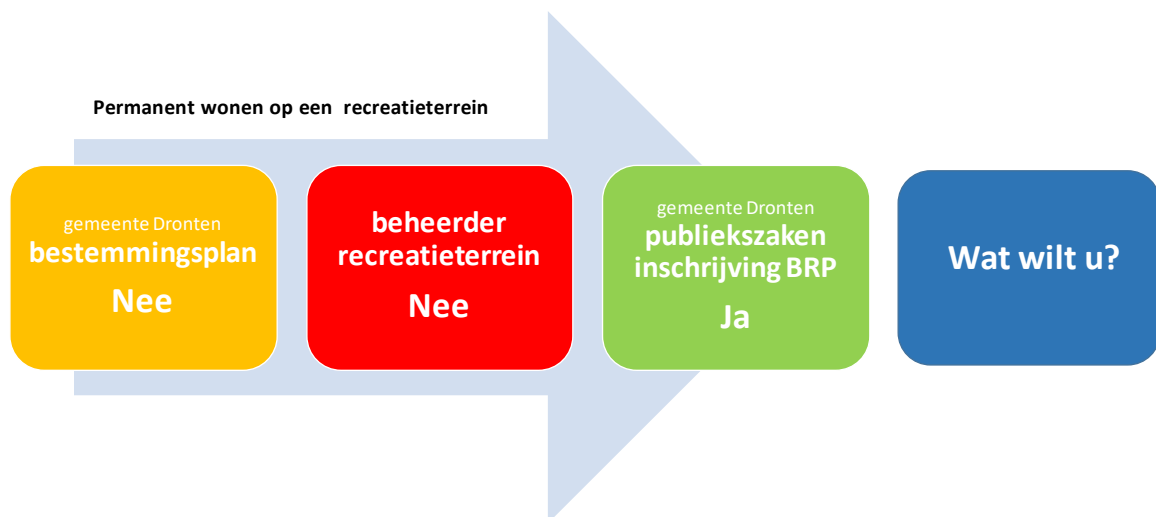 Permanent wonen op een recreatieterrein
gemeente Dronten
bestemmingsplan
Nee
beheerder
recreatieterrein
Nee
gemeente Dronten
publiekszaken
inschrijving BRP
Ja
Wat wilt u?